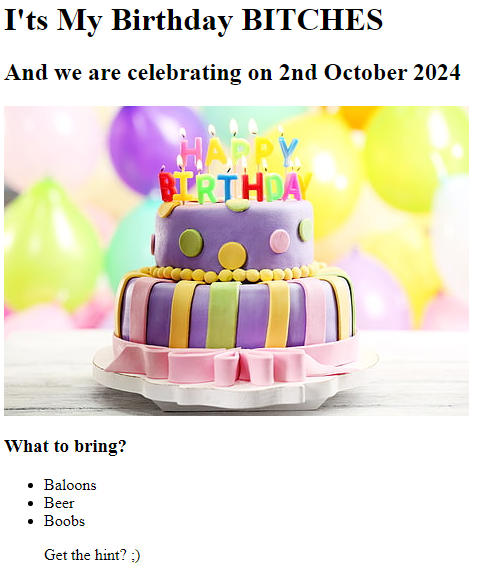 I'ts My Birthday BITCHES
And we are celebrating on 2nd October 2024
HAPPY
BIRTHDAY
What to bring?
Baloons
Beer
Boobs
Get the hint? ;)